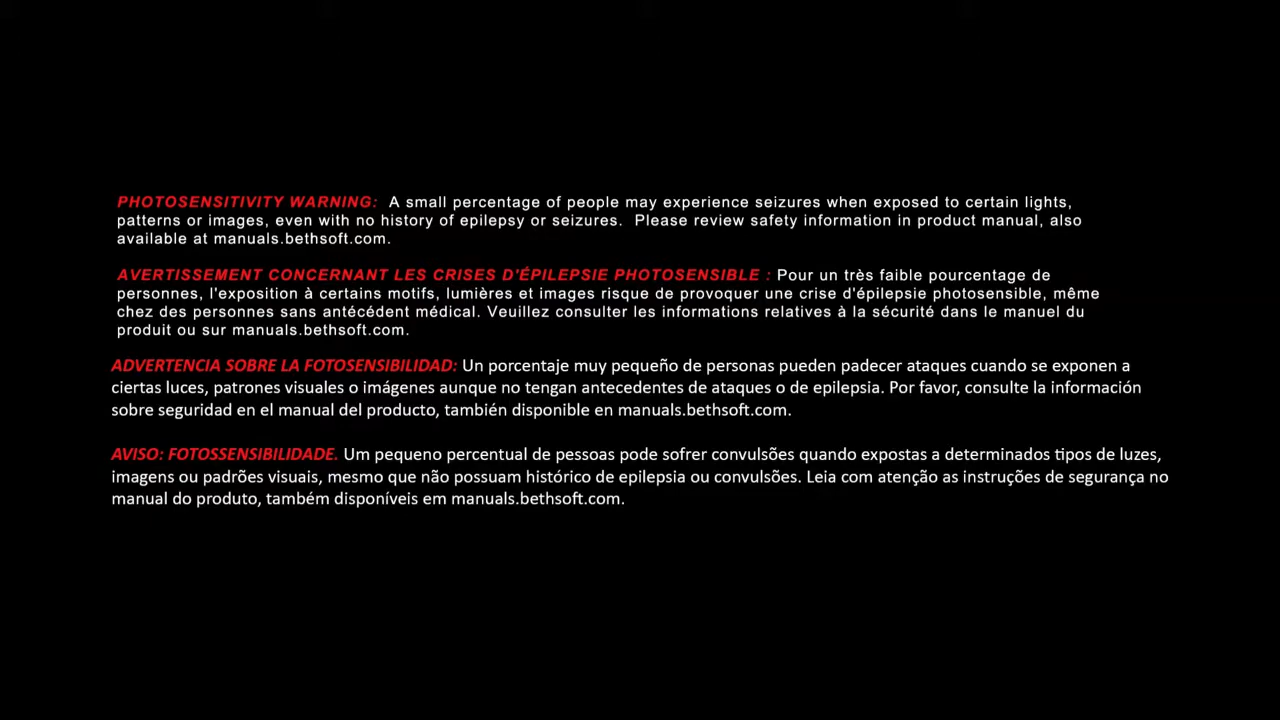 PHOTOSENSITIVITY WARNING: A small percentage of people may experience seizures when exposed to certain lights,
patterns or images, even with no history of epilepsy or seizures. Please review safety information in product manual, also
available at manuals.bethsoft.com.
AVERTISSEMENT CONCERNANT LES CRISES D'ÉPILEPSIE PHOTOSENSIBLE : Pour un très faible pourcentage de
personnes, l'exposition à certains motifs, lumières et images risque de provoquer une crise d'épilepsie photosensible, même
chez des personnes sans antécédent médical. Veuillez consulter les informations relatives à la sécurité dans le manuel du
produit ou sur manuals.bethsoft.com.
ADVERTENCIA SOBRE LA FOTOSENSIBILIDAD: Un porcentaje muy pequeño de personas pueden padecer ataques cuando se exponen a
ciertas luces, patrones visuales o imágenes aunque no tengan antecedentes de ataques o de epilepsia. Por favor, consulte la información
sobre seguridad en el manual del producto, también disponible en manuals.bethsoft.com.
AVISO: FOTOSSENSIBILIDADE. Um pequeno percentual de pessoas pode sofrer convulsões quando expostas a determinados tipos de luzes,
imagens ou padrões visuais, mesmo que não possuam histórico de epilepsia ou convulsões. Leia com atenção as instruções de segurança no
manual do produto, também disponíveis em manuals.bethsoft.com.